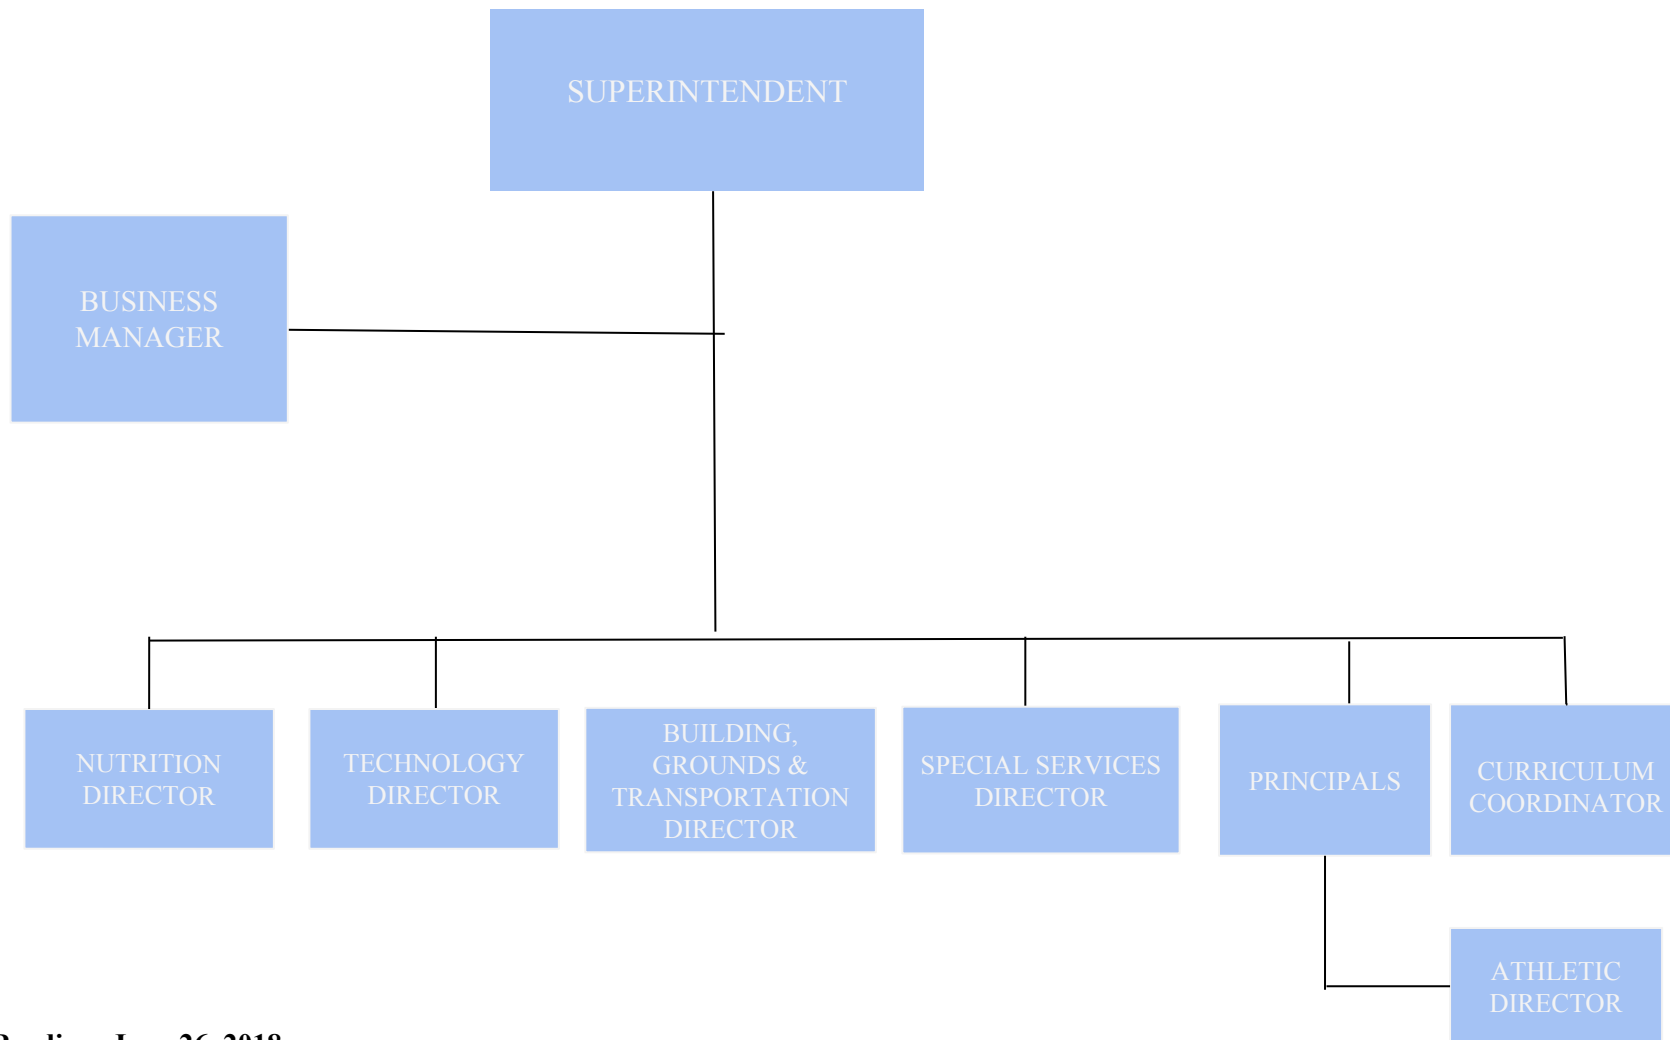 SUPERINTENDENT
BUSINESS
MANAGER
NUTRITION
DIRECTOR
TECHNOLOGY
DIRECTOR
BUILDING,
GROUNDS &
TRANSPORTATION
DIRECTOR
SPECIAL SERVICES
DIRECTOR
PRINCIPALS
CURRICULUM
COORDINATOR
ATHLETIC
DIRECTOR